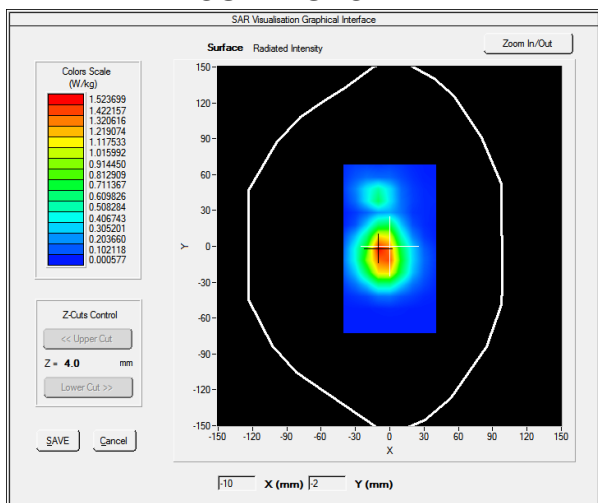 SAR Visualisation Graphical Interface
Surface Radiated Intensity
Zoom In/Out
Colors Scale
(W/kg)
1.523699
1.422157
1.320616
1.219074
1.117533
1.015992
0.914450
0.812909
0.711367
0.609826
0.508284
0.406743
0.305201
0.203660
0.102118
0.000577
150
120
90
60
30
0
-30
-60
-90
-120
-150
Y
-150 -120 -90 -60 -30 0 30 60 90 120 150
X
Z-Cuts Control
<< Upper Cut
Z = 4.0 mm
Lower Cut >>
SAVE Cancel
-10 X (mm) -2 Y (mm)